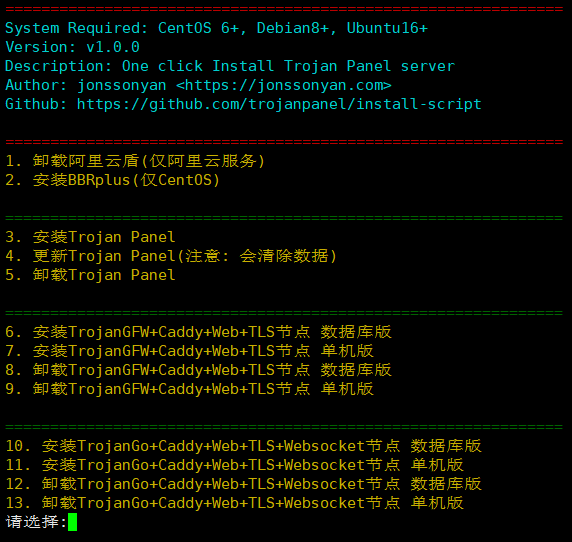 ==============================================================
System Required: CentOS 6+, Debian8+, Ubuntu16+
Version: v1.0.0
Description: One click Install Trojan Panel server
Author: jonssonyan <https://jonssonyan.com>
Github: https://github.com/trojanpanel/install-script
==============================================================
1. 卸载阿里云盾(仅阿里云服务)
2. 安装BBRplus(仅CentOS)
==============================================================
3. 安装Trojan Panel
4. 更新Trojan Panel(注意: 会清除数据)
5. 卸载Trojan Panel
==============================================================
6. 安装TrojanGFW+Caddy+Web+TLS节点 数据库版
7. 安装TrojanGFW+Caddy+Web+TLS节点 单机版
8. 卸载TrojanGFW+Caddy+Web+TLS节点 数据库版
9. 卸载TrojanGFW+Caddy+Web+TLS节点 单机版
==============================================================
10. 安装TrojanGo+Caddy+Web+TLS+Websocket节点 数据库版
11. 安装TrojanGo+Caddy+Web+TLS+Websocket节点 单机版
12. 卸载TrojanGo+Caddy+Web+TLS+Websocket节点 数据库版
13. 卸载TrojanGo+Caddy+Web+TLS+Websocket节点 单机版
请选择: